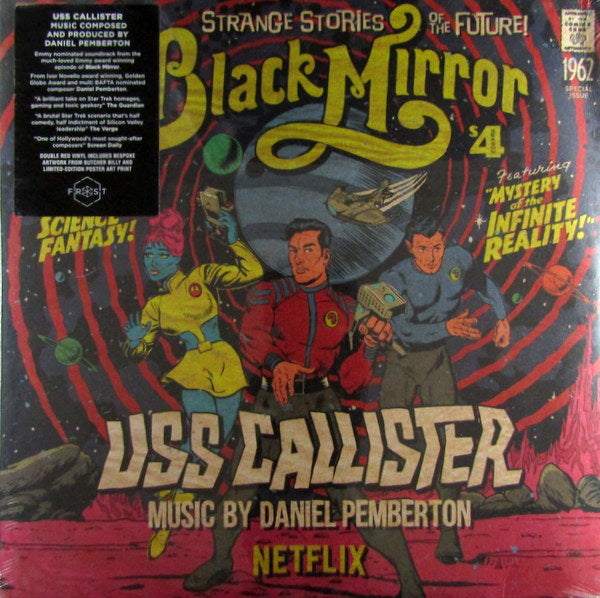 USS CALLISTER
MUSIC COMPOSED
AND PRODUCED BY
DANIEL PEMBERTON
Emmy nominated soundtrack from the
much-loved Emmy award winning
episode of Black Mirror.
From Ivor Novello award winning, Golden
Globe Award and multi BAFTA nominated
composer Daniel Pemberton.
"A brilliant take on Star Trek homages,
gaming and toxic geekery" The Guardian
"A brutal Star Trek scenario that's half
comedy, half indictment of Silicon Valley
leadership" The Verge
"One of Hollywood's most sought-after
composers" Screen Daily
DOUBLE RED VINYL INCLUDES BESPOKE
ARTWORK FROM BUTCHER BILLY AND
LIMITED-EDITION POSTER ART PRINT
FROST
STRANGE STORIES OF THE FUTURE!
Black Mirror
$4
1962
SPECIAL
ISSUE
SCIENCE
FANTASY!
Featuring
"MYSTERY
of the
INFINITE
REALITY!"
USS CALLISTER
MUSIC BY DANIEL PEMBERTON
NETFLIX